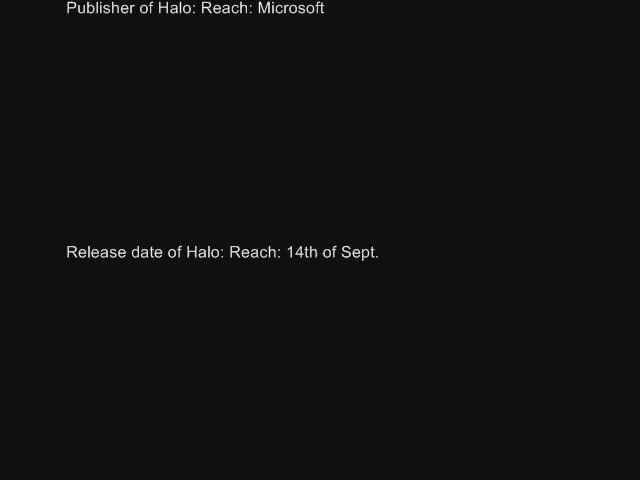 Publisher of Halo: Reach: Microsoft
Release date of Halo: Reach: 14th of Sept.